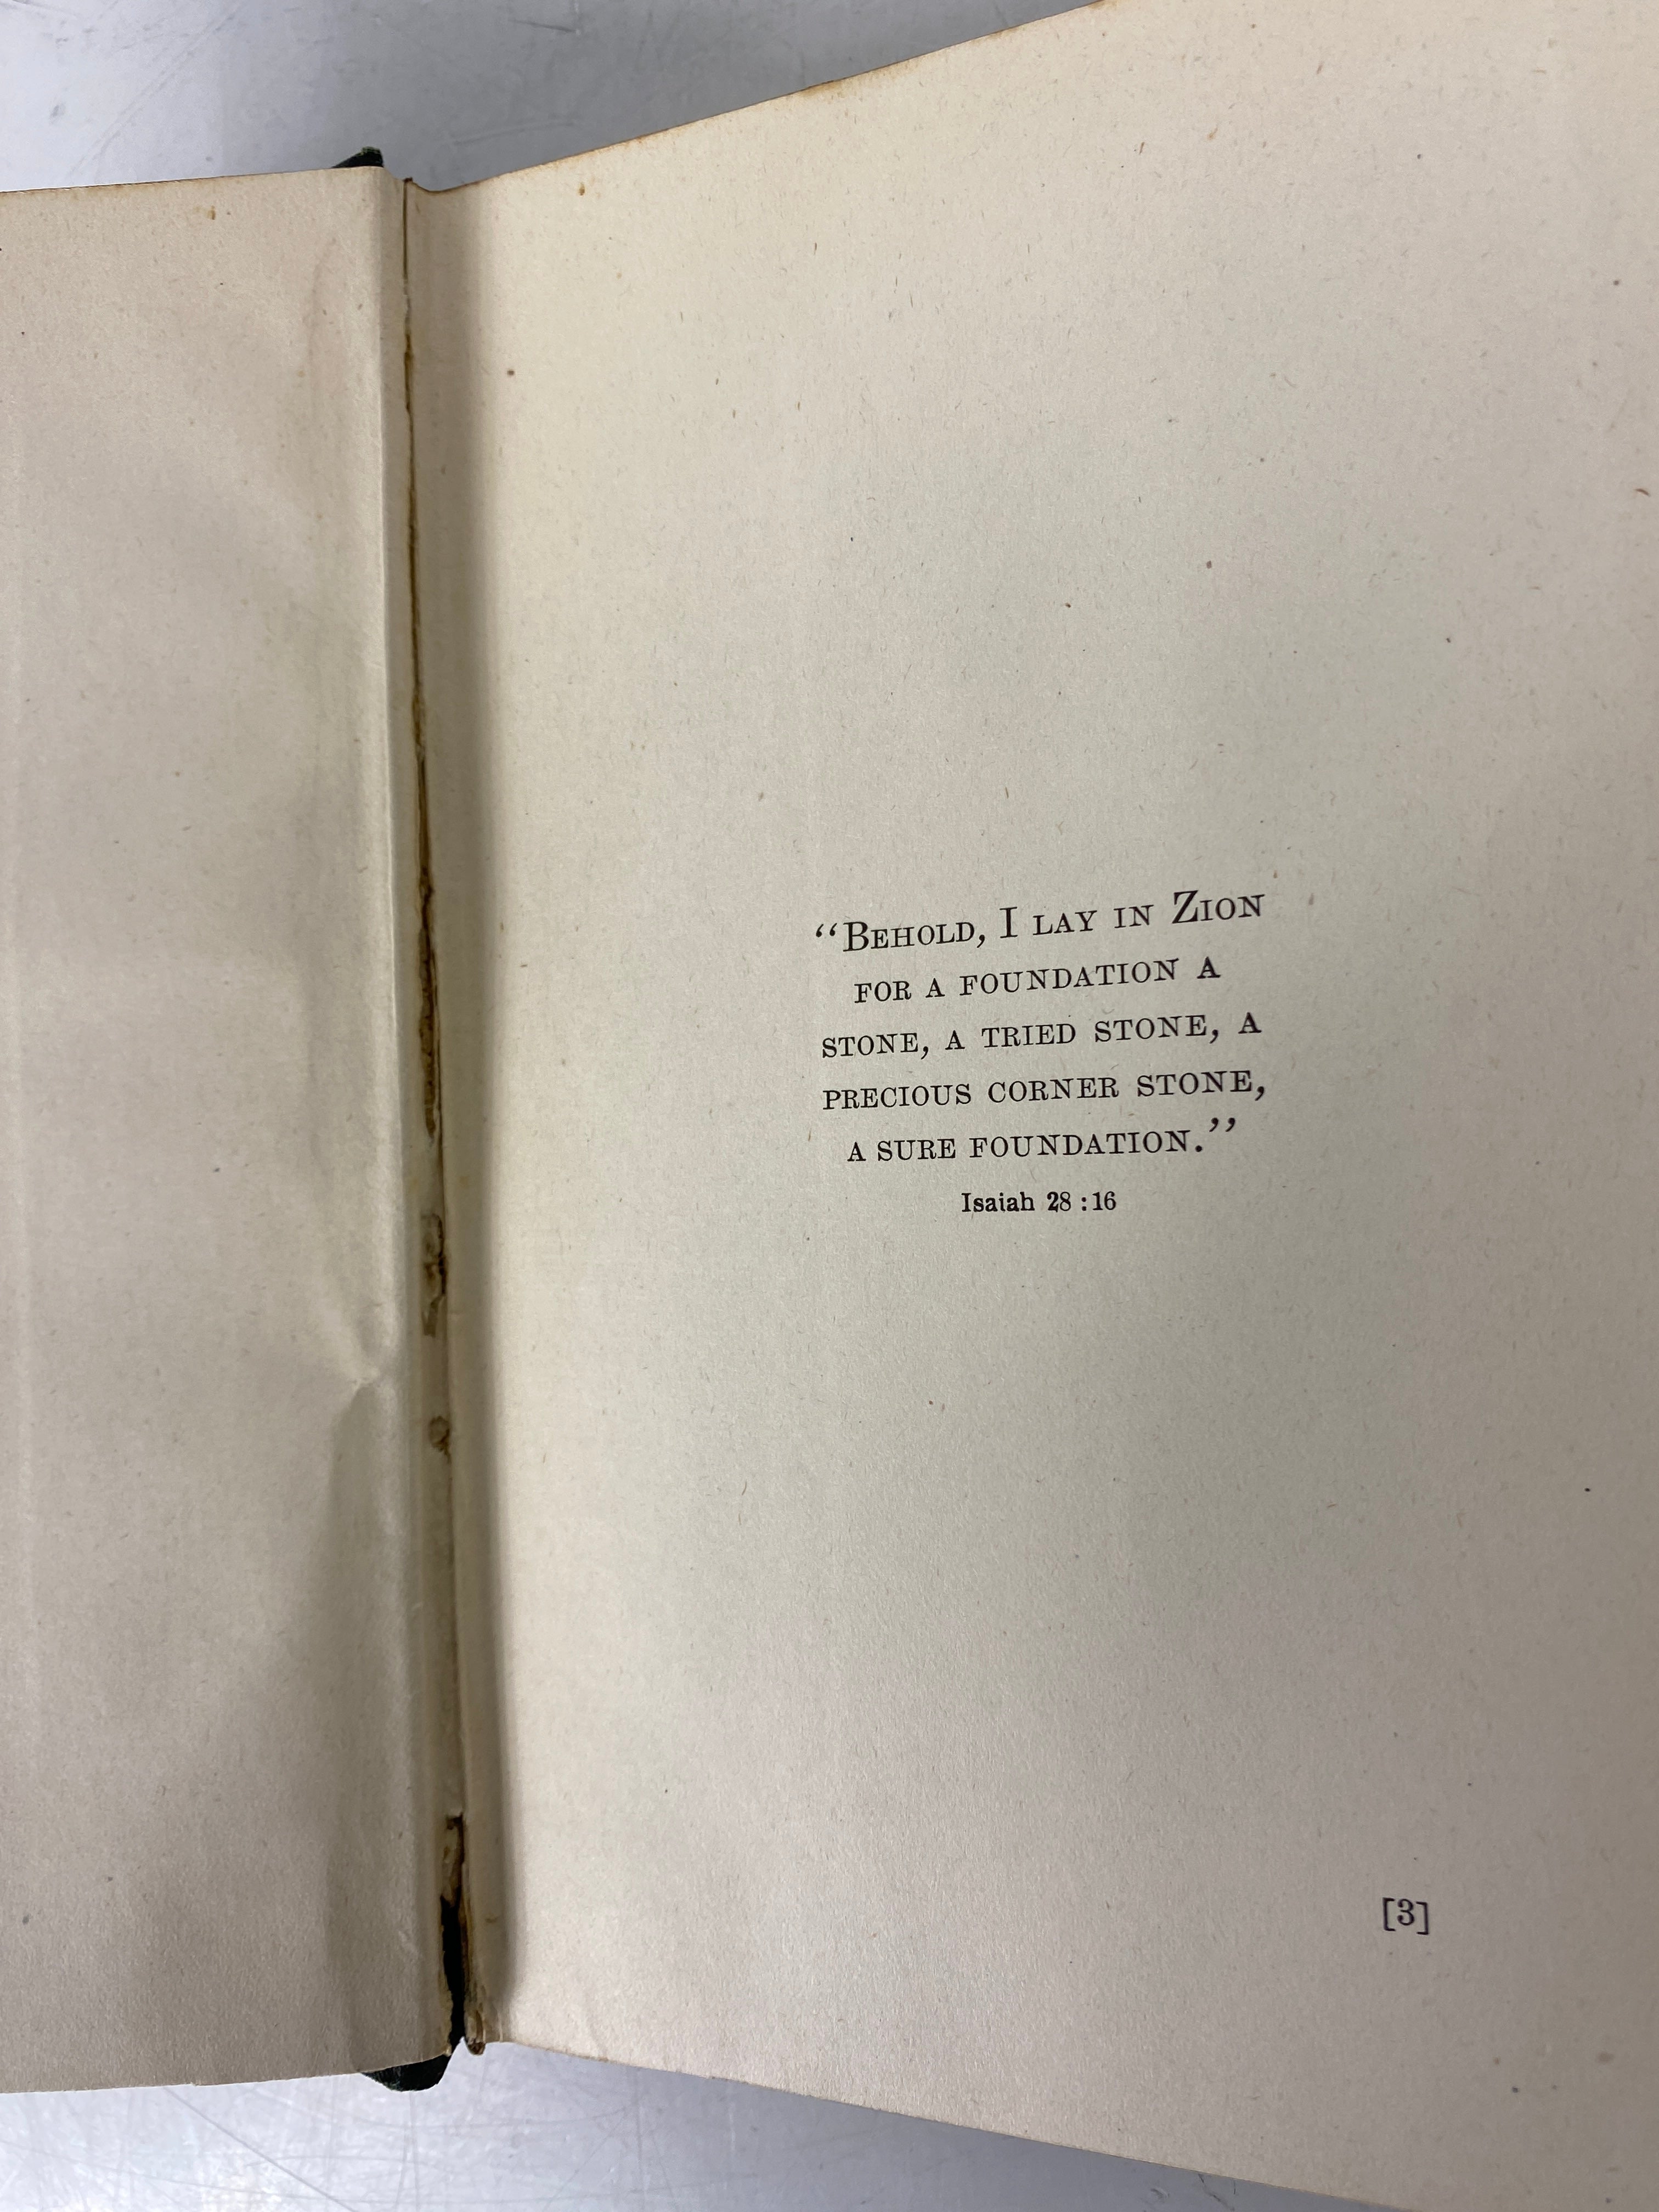 “Behold, I lay in Zion
for a foundation a
stone, a tried stone, a
precious corner stone,
a sure foundation.”
Isaiah 28:16
[3]